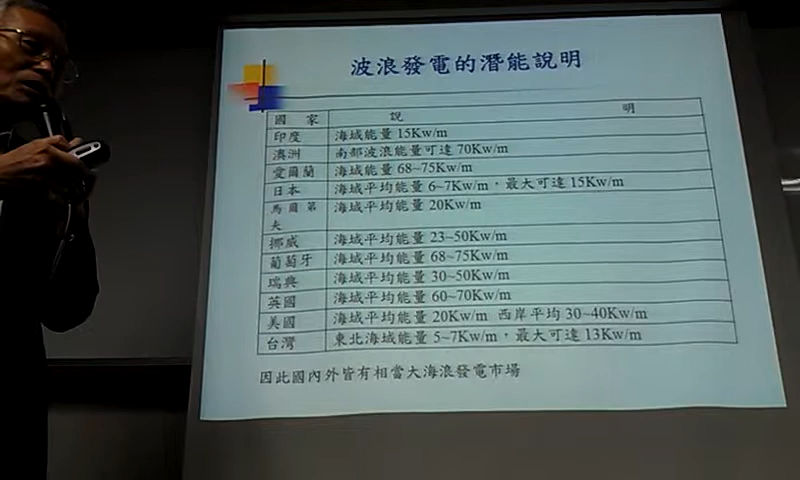 波浪發電的潛能說明
國 家 說 明
印度 海域能量 15Kw/m
澳洲 南部波浪能量可達 70Kw/m
愛爾蘭 海域能量 68~75Kw/m
日本 海域平均能量 6~7Kw/m，最大可達 15Kw/m
馬爾第夫 海域平均能量 20Kw/m
挪威 海域平均能量 23~50Kw/m
葡萄牙 海域平均能量 68~75Kw/m
瑞典 海域平均能量 30~50Kw/m
英國 海域平均能量 60~70Kw/m
美國 海域平均能量 20Kw/m 西岸平均 30~40Kw/m
台灣 東北海域能量 5~7Kw/m，最大可達 13Kw/m
因此國內外皆有相當大海浪發電市場